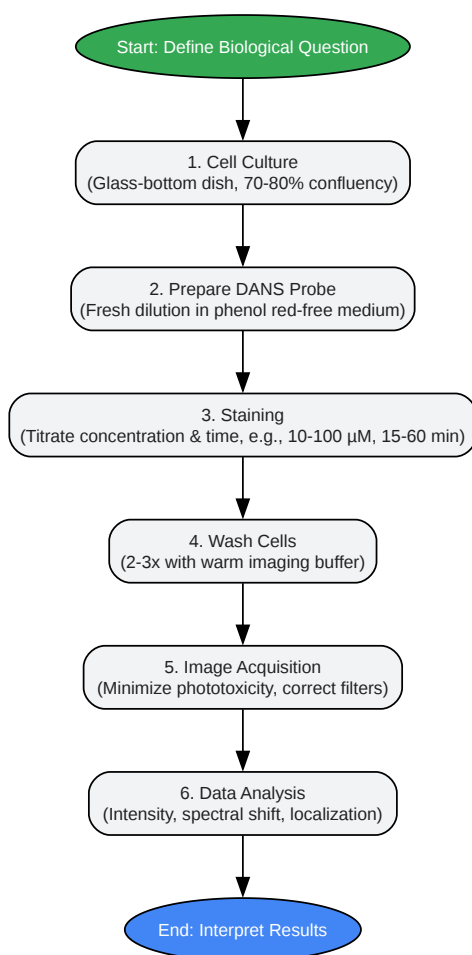 Start: Define Biological Question
1. Cell Culture
(Glass-bottom dish, 70-80% confluency)
2. Prepare DANS Probe
(Fresh dilution in phenol red-free medium)
3. Staining
(Titrate concentration & time, e.g., 10-100 µM, 15-60 min)
4. Wash Cells
(2-3x with warm imaging buffer)
5. Image Acquisition
(Minimize phototoxicity, correct filters)
6. Data Analysis
(Intensity, spectral shift, localization)
End: Interpret Results